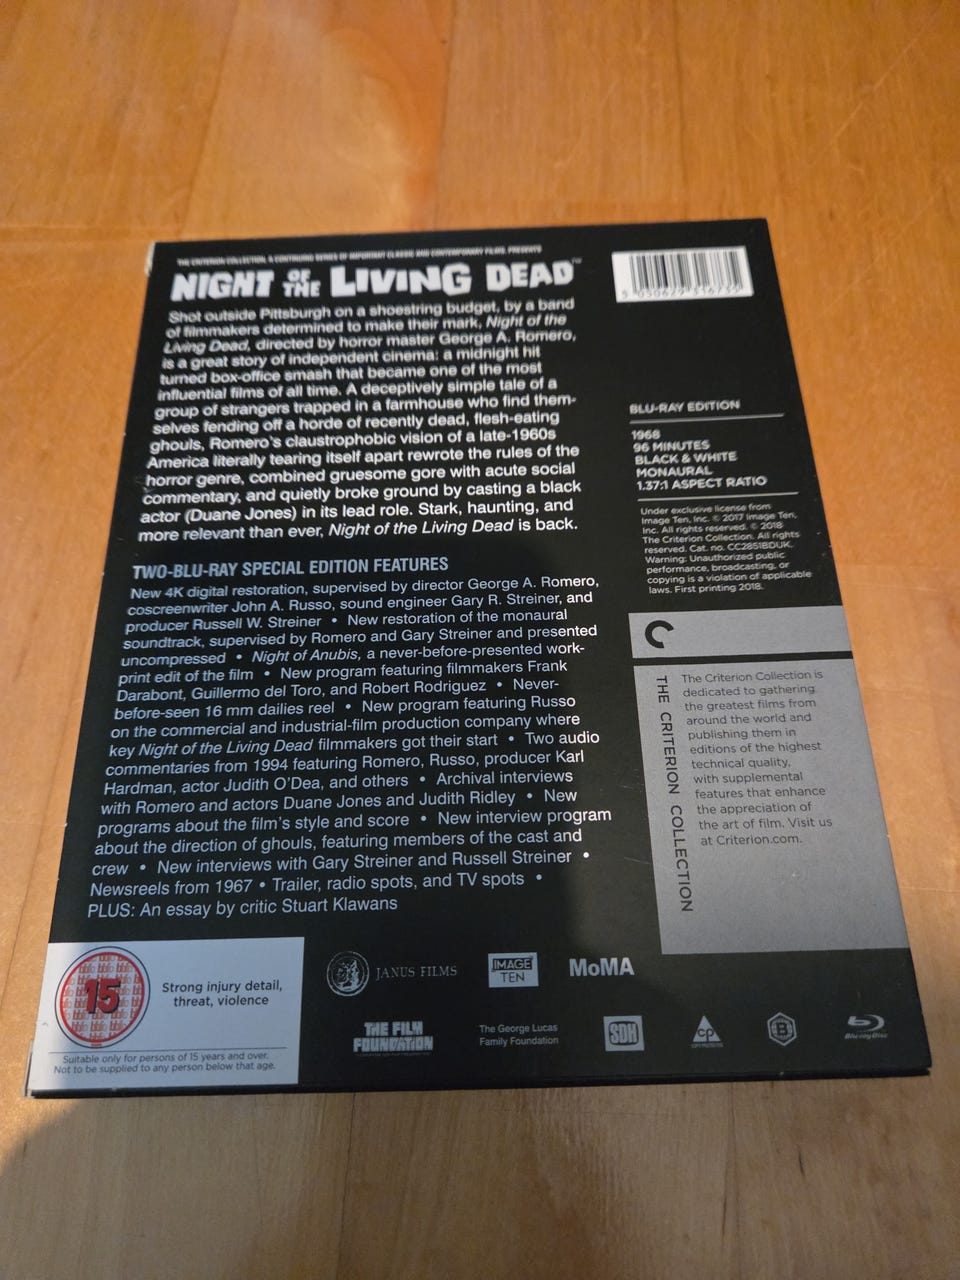 THE CRITERION COLLECTION, A CONTINUING SERIES OF IMPORTANT CLASSIC AND CONTEMPORARY FILMS, PRESENTS
NIGHT OF THE LIVING DEAD™
Shot outside Pittsburgh on a shoestring budget, by a band
of filmmakers determined to make their mark, Night of the
Living Dead, directed by horror master George A. Romero,
is a great story of independent cinema: a midnight hit
turned box-office smash that became one of the most
influential films of all time. A deceptively simple tale of a
group of strangers trapped in a farmhouse who find them-
selves fending off a horde of recently dead, flesh-eating
ghouls, Romero's claustrophobic vision of a late-1960s
America literally tearing itself apart rewrote the rules of the
horror genre, combined gruesome gore with acute social
commentary, and quietly broke ground by casting a black
actor (Duane Jones) in its lead role. Stark, haunting, and
more relevant than ever, Night of the Living Dead is back.
TWO-BLU-RAY SPECIAL EDITION FEATURES
New 4K digital restoration, supervised by director George A. Romero,
coscreenwriter John A. Russo, sound engineer Gary R. Streiner, and
producer Russell W. Streiner • New restoration of the monaural
soundtrack, supervised by Romero and Gary Streiner and presented
uncompressed • Night of Anubis, a never-before-presented work-
print edit of the film • New program featuring filmmakers Frank
Darabont, Guillermo del Toro, and Robert Rodriguez • Never-
before-seen 16 mm dailies reel • New program featuring Russo
on the commercial and industrial-film production company where
key Night of the Living Dead filmmakers got their start • Two audio
commentaries from 1994 featuring Romero, Russo, producer Karl
Hardman, actor Judith O'Dea, and others • Archival interviews
with Romero and actors Duane Jones and Judith Ridley • New
programs about the film's style and score • New interview program
about the direction of ghouls, featuring members of the cast and
crew • New interviews with Gary Streiner and Russell Streiner •
Newsreels from 1967 • Trailer, radio spots, and TV spots •
PLUS: An essay by critic Stuart Klawans
BLU-RAY EDITION
1968
96 MINUTES
BLACK & WHITE
MONAURAL
1.37:1 ASPECT RATIO
Under exclusive license from
Image Ten, Inc. © 2017 Image Ten,
Inc. All rights reserved. © 2018
The Criterion Collection. All rights
reserved. Cat. no. CC2851BDUK.
Warning: Unauthorized public
performance, broadcasting, or
copying is a violation of applicable
laws. First printing 2018.
THE CRITERION COLLECTION
The Criterion Collection is
dedicated to gathering
the greatest films from
around the world and
publishing them in
editions of the highest
technical quality,
with supplemental
features that enhance
the appreciation of
the art of film. Visit us
at Criterion.com.
15
Strong injury detail,
threat, violence
Suitable only for persons of 15 years and over.
Not to be supplied to any person below that age.
JANUS FILMS
IMAGE
TEN
MoMA
THE FILM
FOUNDATION
The George Lucas
Family Foundation
SDH
cp
B
Blu-ray Disc